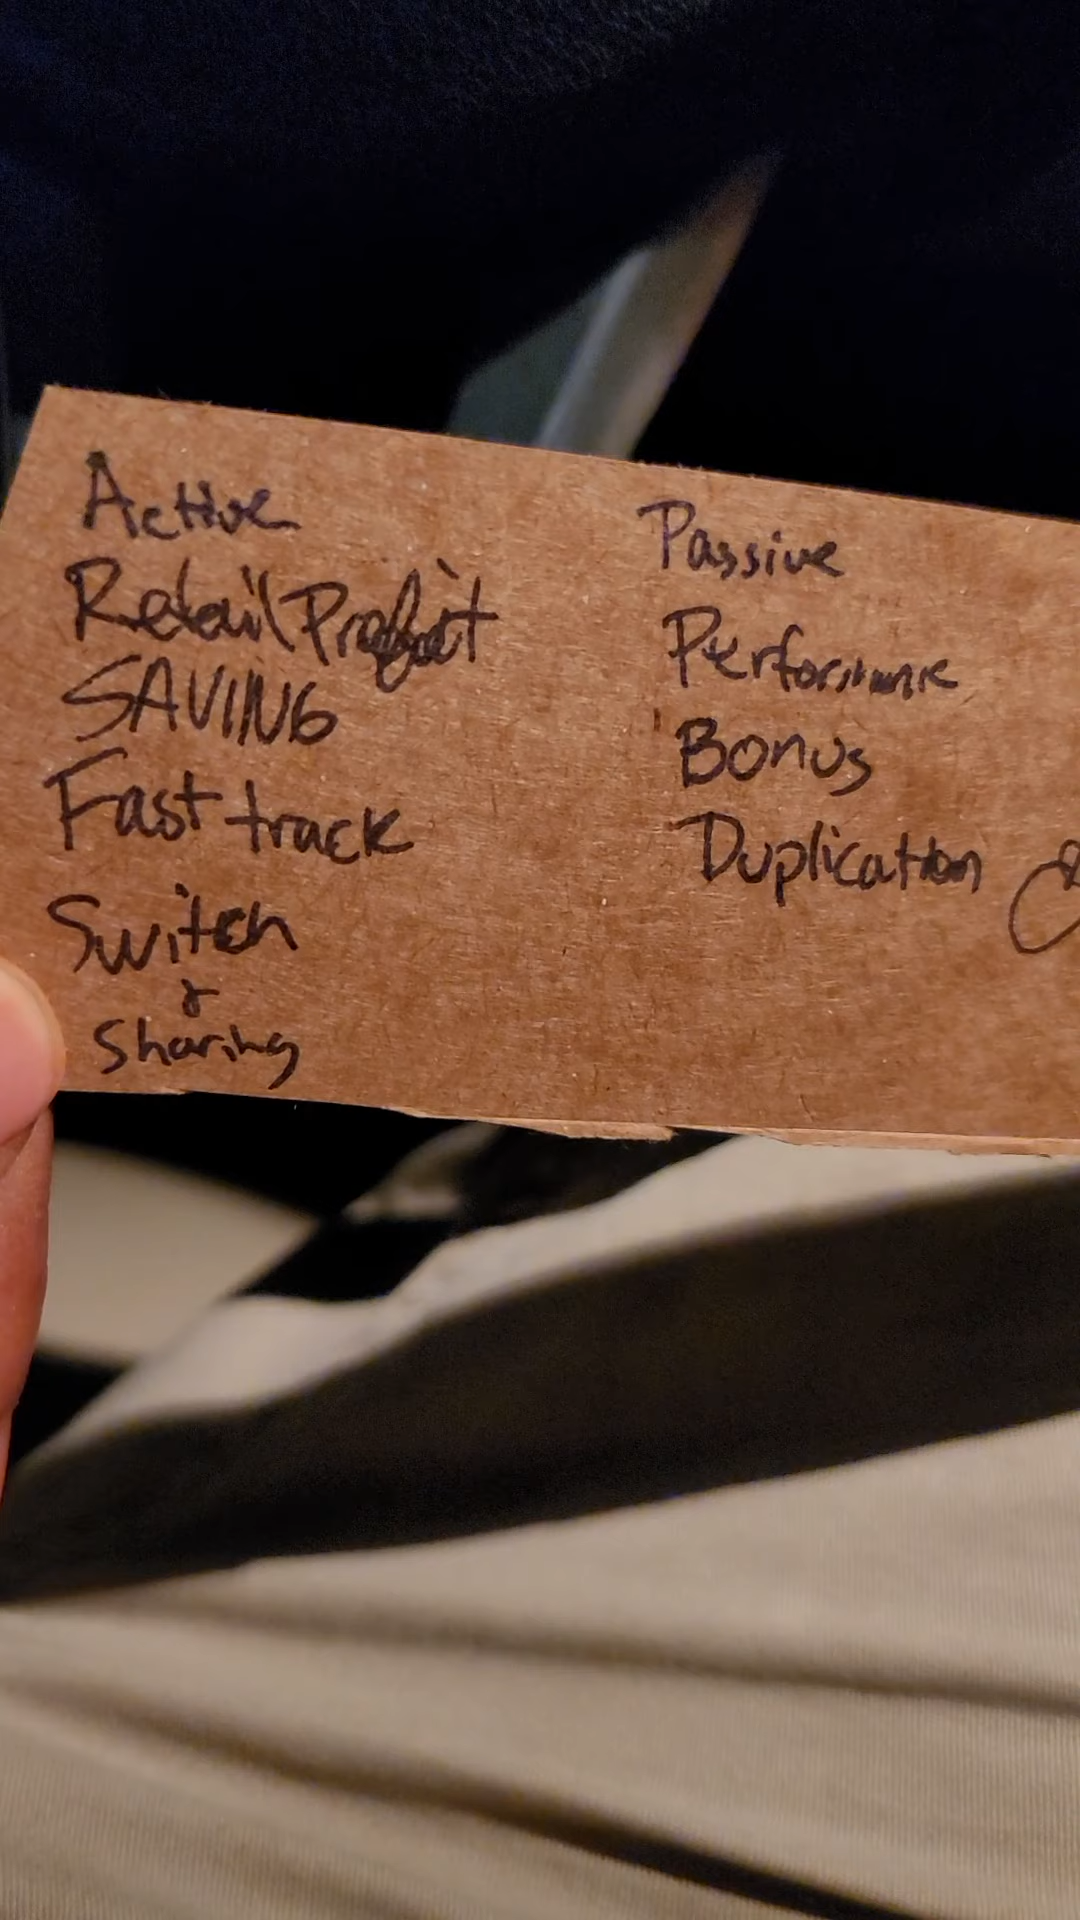 Active
Retail Profit
SAVING
Fast track
Switch
&
Sharing
Passive
Performance
Bonus
Duplication